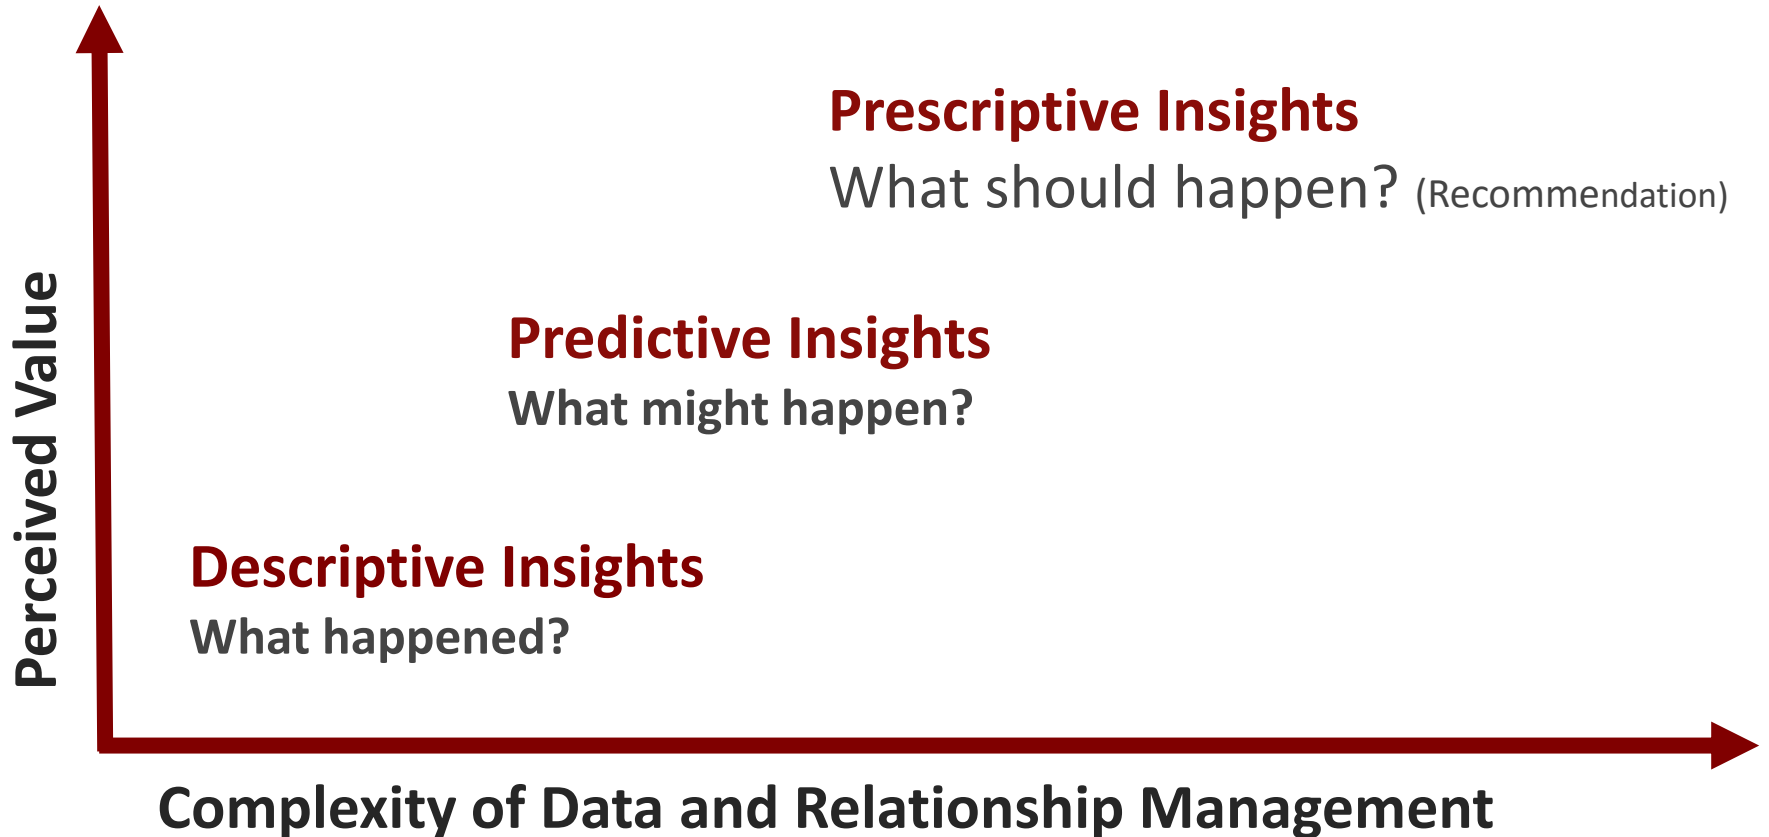 Prescriptive Insights
What should happen? (Recommendation)
Predictive Insights
What might happen?
Descriptive Insights
What happened?
Perceived Value
Complexity of Data and Relationship Management